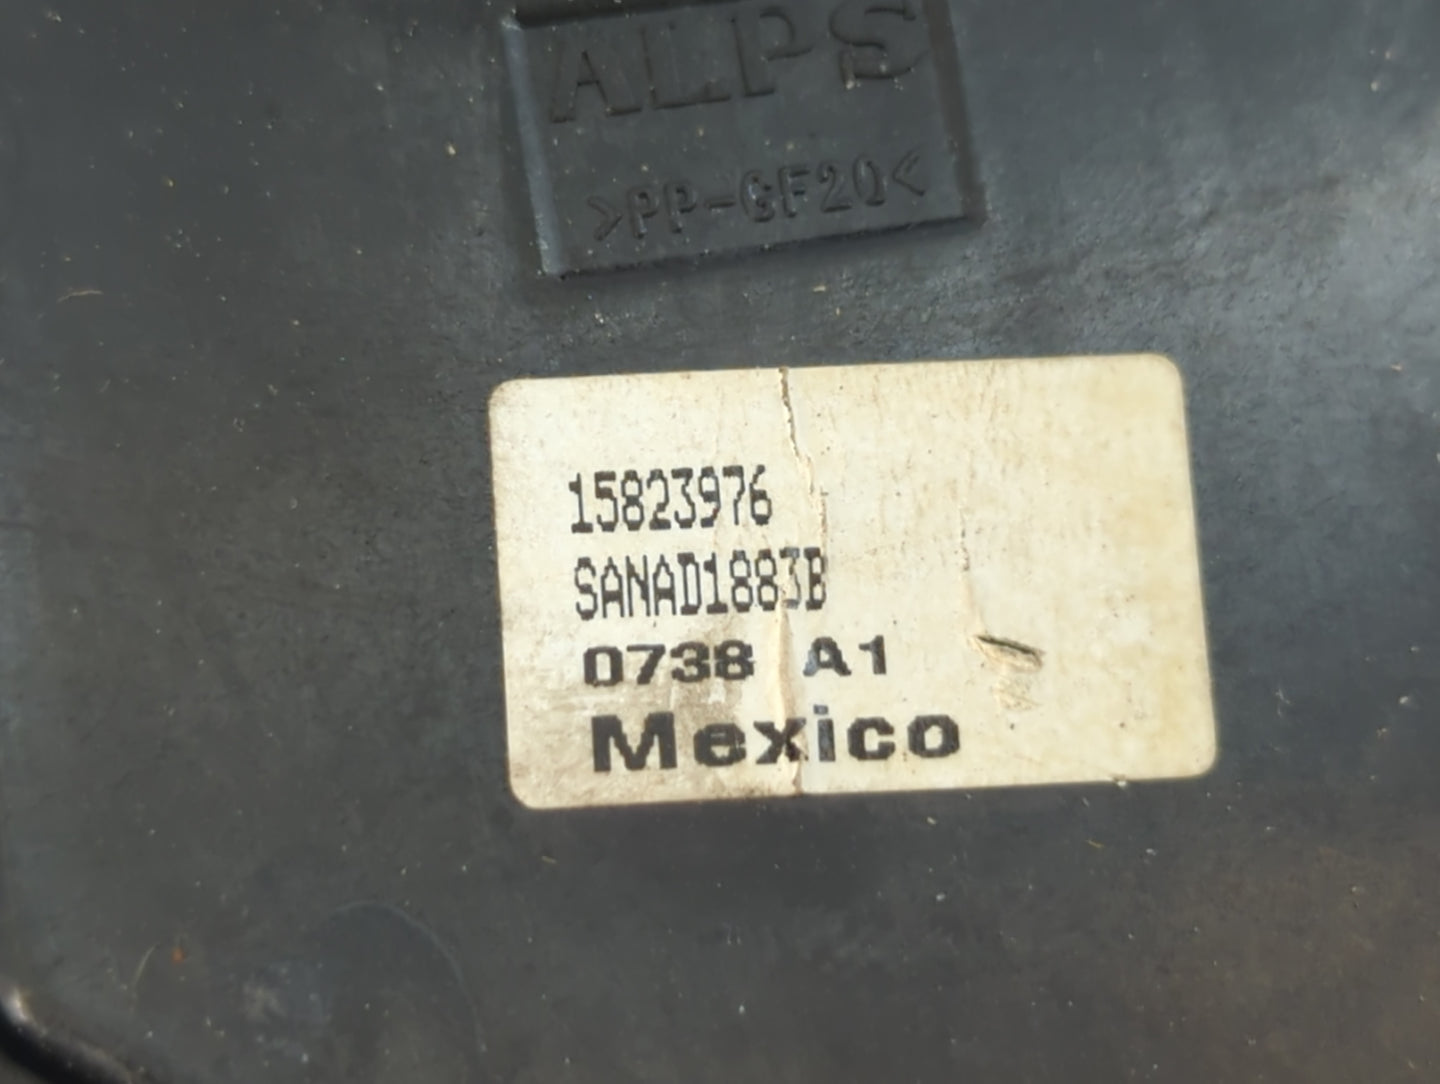 ALPS
>PP-GF20<
15823976
SANAD1883B
0738 A1
Mexico